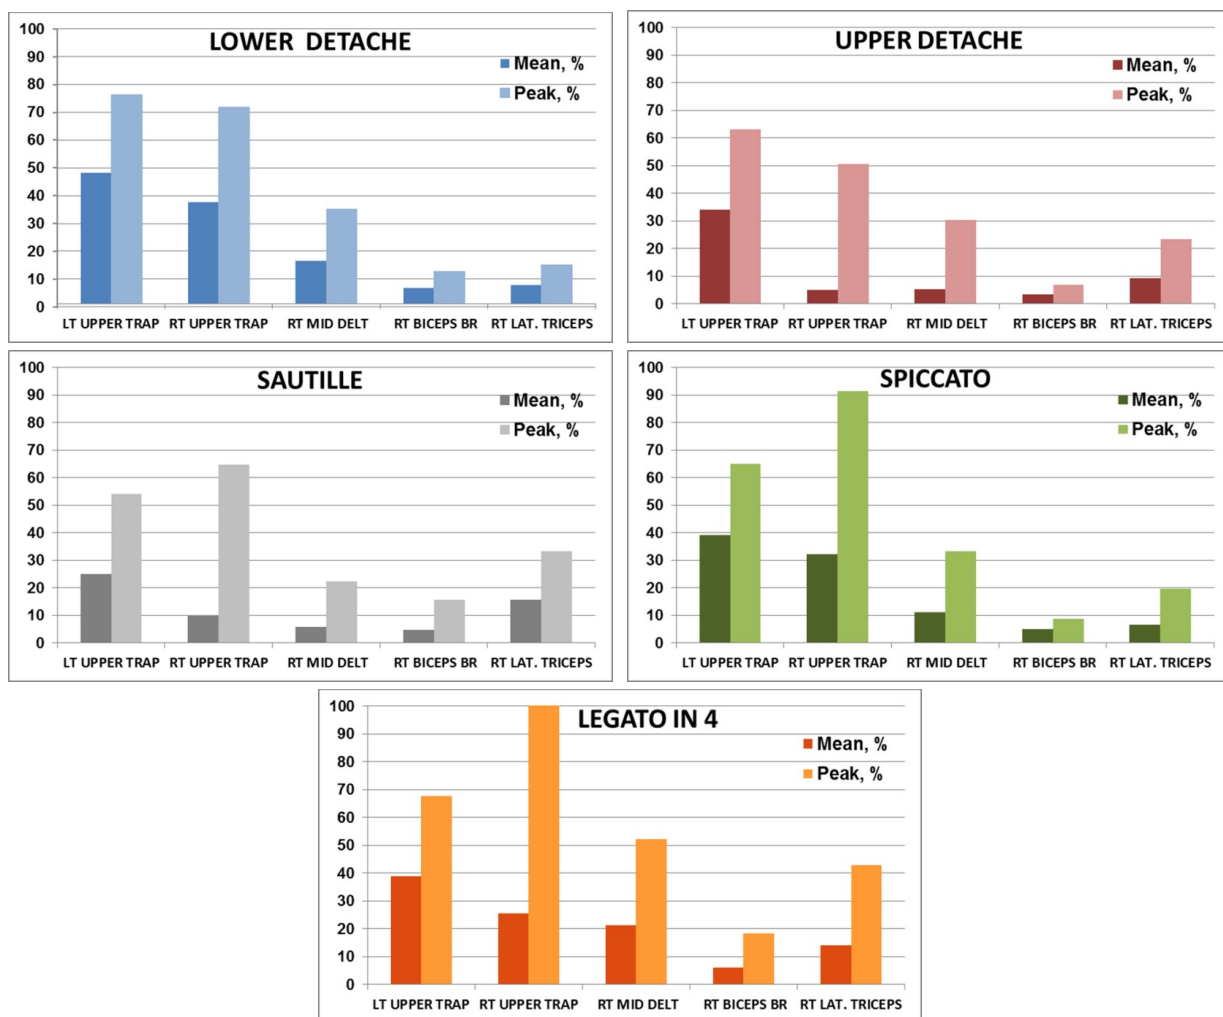 LOWER DETACHE
Mean, %
Peak, %
100
90
80
70
60
50
40
30
20
10
0
LT UPPER TRAP RT UPPER TRAP RT MID DELT RT BICEPS BR RT LAT. TRICEPS
UPPER DETACHE
Mean, %
Peak, %
100
90
80
70
60
50
40
30
20
10
0
LT UPPER TRAP RT UPPER TRAP RT MID DELT RT BICEPS BR RT LAT. TRICEPS
SAUTILLE
Mean, %
Peak, %
100
90
80
70
60
50
40
30
20
10
0
LT UPPER TRAP RT UPPER TRAP RT MID DELT RT BICEPS BR RT LAT. TRICEPS
SPICCATO
Mean, %
Peak, %
100
90
80
70
60
50
40
30
20
10
0
LT UPPER TRAP RT UPPER TRAP RT MID DELT RT BICEPS BR RT LAT. TRICEPS
LEGATO IN 4
Mean, %
Peak, %
100
90
80
70
60
50
40
30
20
10
0
LT UPPER TRAP RT UPPER TRAP RT MID DELT RT BICEPS BR RT LAT. TRICEPS